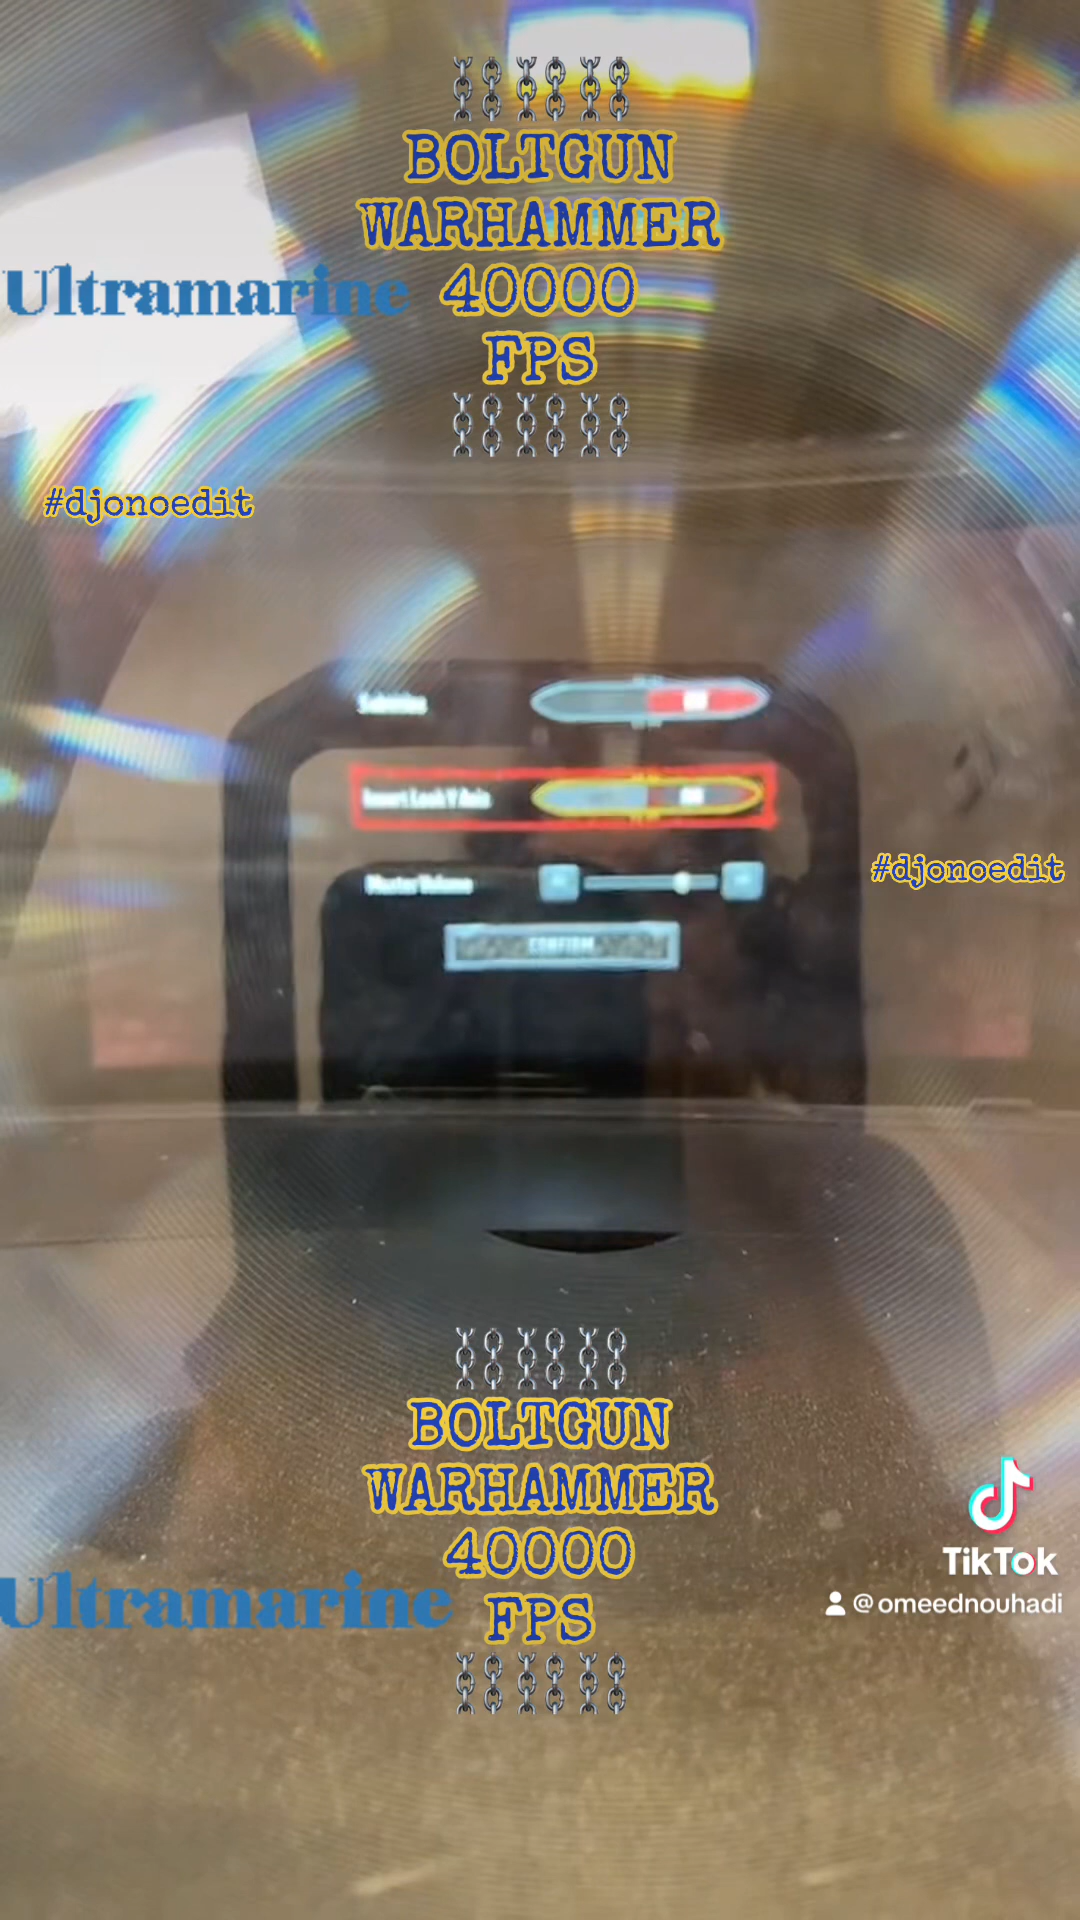 BOLTGUN
WARHAMMER
Ultramarine
40000
FPS
#djonoedit
Subtitles
Invert Look Y Axis
#djonoedit
Master Volume
CONFIRM
BOLTGUN
WARHAMMER
40000
TikTok
Ultramarine
FPS
@omeednouhadi